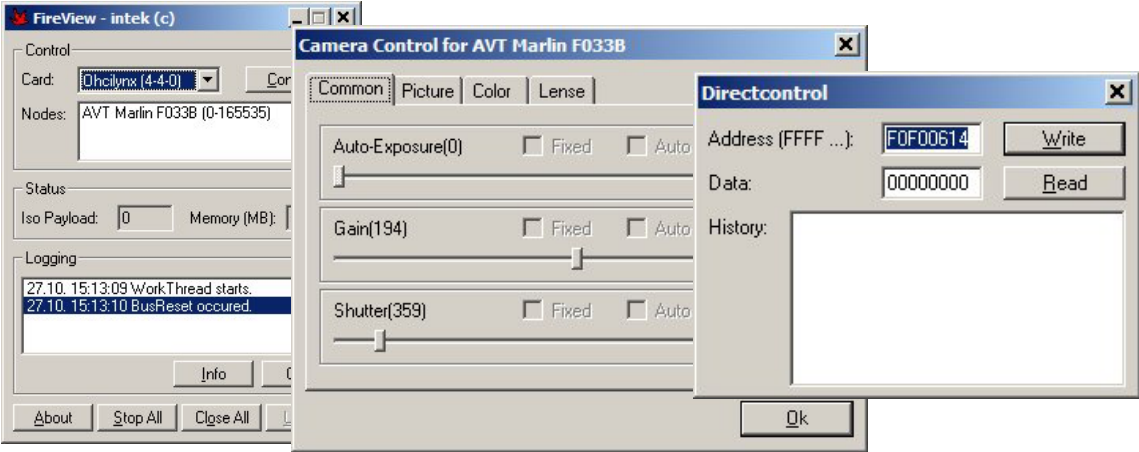 FireView - intek (c)
Control
Card: Ohcilynx (4-4-0)
Nodes: AVT Marlin F033B (0-165535)
Status
Iso Payload: 0 Memory (MB):
Logging
27.10. 15:13:09 WorkThread starts.
27.10. 15:13:10 BusReset occured.
Info
About Stop All Close All
Camera Control for AVT Marlin F033B
Common Picture Color Lense
Auto-Exposure(0) Fixed Auto
Gain(194) Fixed Auto
Shutter(359) Fixed Auto
Ok
Directcontrol
Address (FFFF ...): F0F00614 Write
Data: 00000000 Read
History: